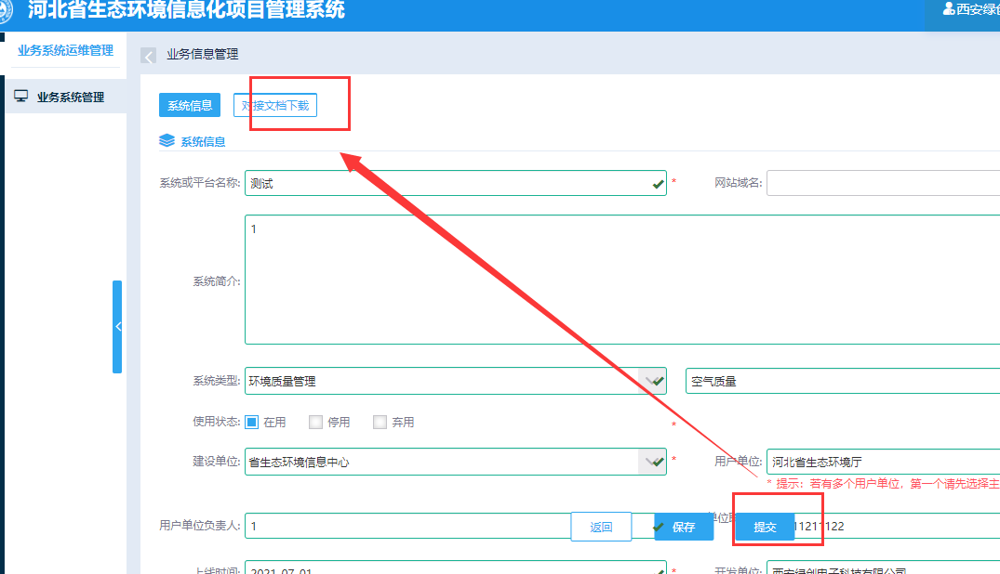 河北省生态环境信息化项目管理系统
西安绿创
业务系统运维管理
业务信息管理
业务系统管理
系统信息
对接文档下载
系统信息
系统或平台名称:
测试
*
网站域名:
1
系统简介:
系统类型:
环境质量管理
空气质量
使用状态:
在用
停用
弃用
*
建设单位:
省生态环境信息中心
*
用户单位:
河北省生态环境厅
* 提示：若有多个用户单位，第一个请先选择主
用户单位负责人:
1
返回
保存
提交
11211122
上线时间:
2021-07-01
*
开发单位:
西安绿创电子科技有限公司